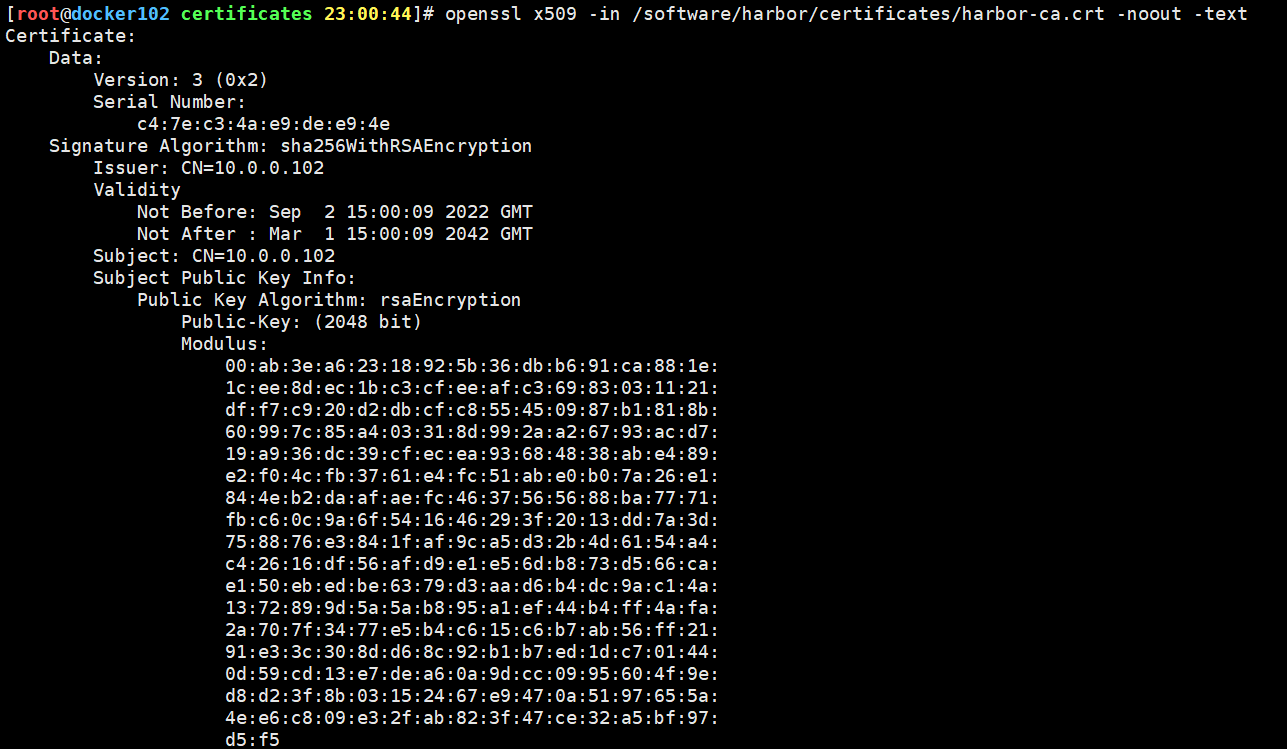 [root@docker102 certificates 23:00:44]# openssl x509 -in /software/harbor/certificates/harbor-ca.crt -noout -text
Certificate:
    Data:
        Version: 3 (0x2)
        Serial Number:
            c4:7e:c3:4a:e9:de:e9:4e
    Signature Algorithm: sha256WithRSAEncryption
        Issuer: CN=10.0.0.102
        Validity
            Not Before: Sep  2 15:00:09 2022 GMT
            Not After : Mar  1 15:00:09 2042 GMT
        Subject: CN=10.0.0.102
        Subject Public Key Info:
            Public Key Algorithm: rsaEncryption
                Public-Key: (2048 bit)
                Modulus:
                    00:ab:3e:a6:23:18:92:5b:36:db:b6:91:ca:88:1e:
                    1c:ee:8d:ec:1b:c3:cf:ee:af:c3:69:83:03:11:21:
                    df:f7:c9:20:d2:db:cf:c8:55:45:09:87:b1:81:8b:
                    60:99:7c:85:a4:03:31:8d:99:2a:a2:67:93:ac:d7:
                    19:a9:36:dc:39:cf:ec:ea:93:68:48:38:ab:e4:89:
                    e2:f0:4c:fb:37:61:e4:fc:51:ab:e0:b0:7a:26:e1:
                    84:4e:b2:da:af:ae:fc:46:37:56:56:88:ba:77:71:
                    fb:c6:0c:9a:6f:54:16:46:29:3f:20:13:dd:7a:3d:
                    75:88:76:e3:84:1f:af:9c:a5:d3:2b:4d:61:54:a4:
                    c4:26:16:df:56:af:d9:e1:e5:6d:b8:73:d5:66:ca:
                    e1:50:eb:ed:be:63:79:d3:aa:d6:b4:dc:9a:c1:4a:
                    13:72:89:9d:5a:5a:b8:95:a1:ef:44:b4:ff:4a:fa:
                    2a:70:7f:34:77:e5:b4:c6:15:c6:b7:ab:56:ff:21:
                    91:e3:3c:30:8d:d6:8c:92:b1:b7:ed:1d:c7:01:44:
                    0d:59:cd:13:e7:de:a6:0a:9d:cc:09:95:60:4f:9e:
                    d8:d2:3f:8b:03:15:24:67:e9:47:0a:51:97:65:5a:
                    4e:e6:c8:09:e3:2f:ab:82:3f:47:ce:32:a5:bf:97:
                    d5:f5